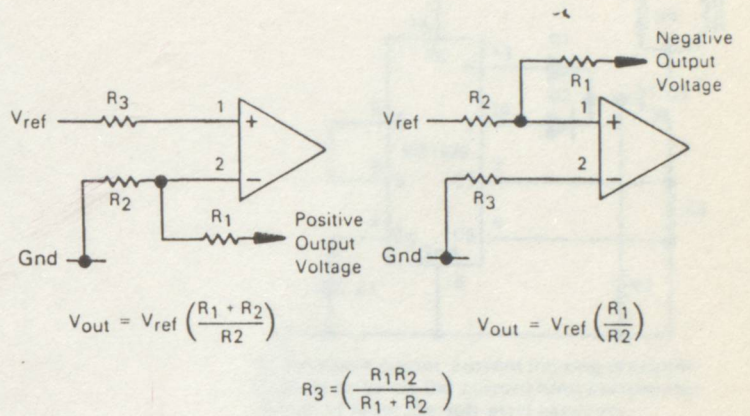 Vref
R3
1
+
2
−
R2
R1
Gnd
Positive
Output
Voltage
Vout = Vref (R1 + R2 / R2)
Negative
Output
Voltage
R1
R2
1
Vref
+
2
−
R3
Gnd
Vout = Vref (R1 / R2)
R3 = (R1R2 / R1 + R2)